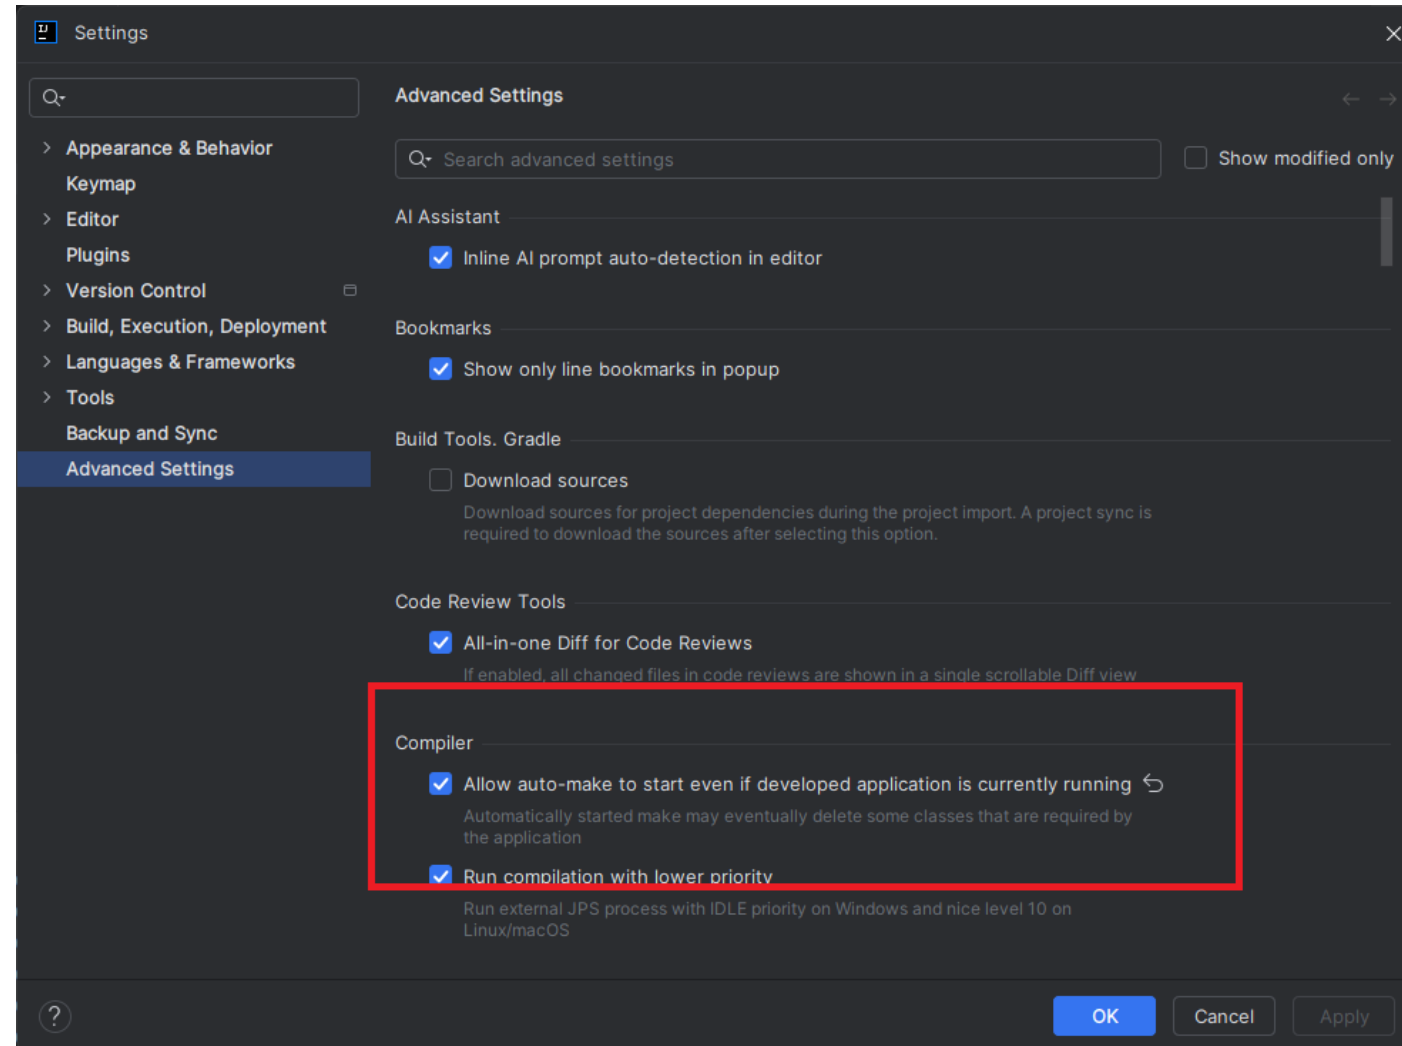 IJ
Settings
Advanced Settings
Appearance & Behavior
Keymap
Editor
Plugins
Version Control
Build, Execution, Deployment
Languages & Frameworks
Tools
Backup and Sync
Advanced Settings
Search advanced settings
Show modified only
AI Assistant
Inline AI prompt auto-detection in editor
Bookmarks
Show only line bookmarks in popup
Build Tools. Gradle
Download sources
Download sources for project dependencies during the project import. A project sync is
required to download the sources after selecting this option.
Code Review Tools
All-in-one Diff for Code Reviews
If enabled, all changed files in code reviews are shown in a single scrollable Diff view
Compiler
Allow auto-make to start even if developed application is currently running
Automatically started make may eventually delete some classes that are required by
the application
Run compilation with lower priority
Run external JPS process with IDLE priority on Windows and nice level 10 on
Linux/macOS
?
OK
Cancel
Apply